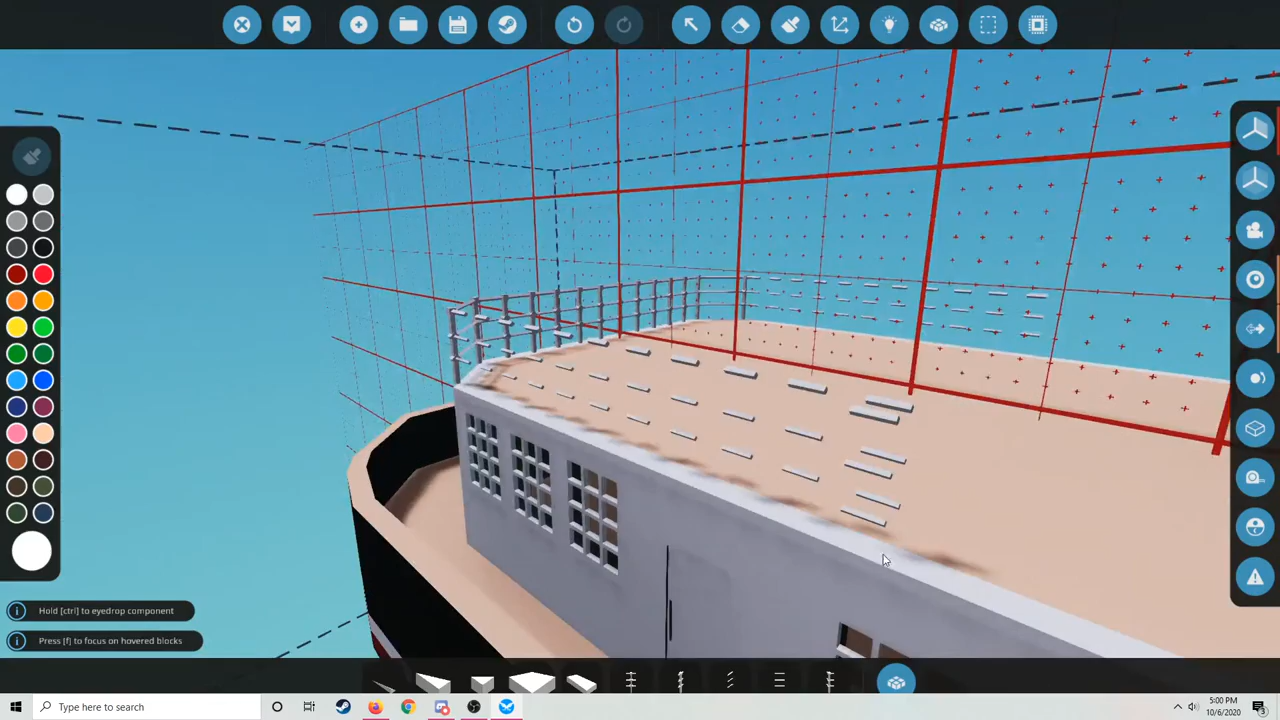 Hold [ctrl] to eyedrop component
Press [f] to focus on hovered blocks
Type here to search
5:00 PM
10/6/2020
3